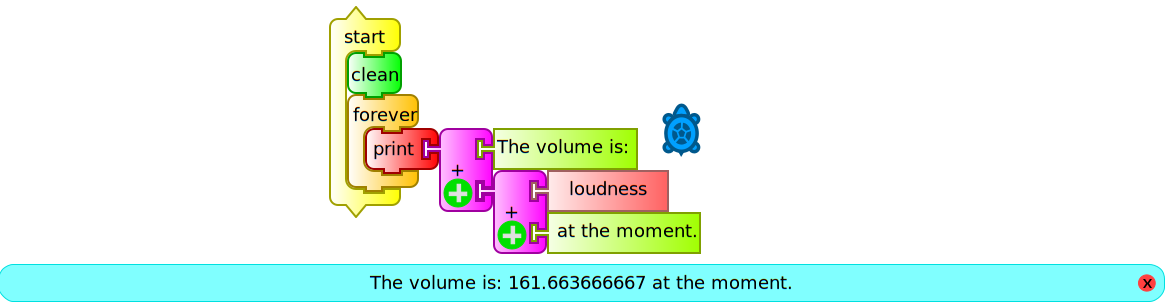 start
clean
forever
print
+
The volume is:
+
loudness
at the moment.
The volume is: 161.663666667 at the moment.
x